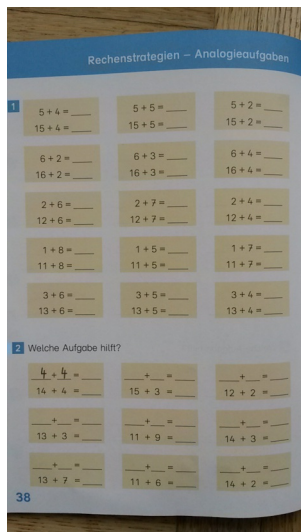 Rechenstrategien – Analogieaufgaben
1
5 + 4 = ___ 5 + 5 = ___ 5 + 2 = ___
15 + 4 = ___ 15 + 5 = ___ 15 + 2 = ___
6 + 2 = ___ 6 + 3 = ___ 6 + 4 = ___
16 + 2 = ___ 16 + 3 = ___ 16 + 4 = ___
2 + 6 = ___ 2 + 7 = ___ 2 + 4 = ___
12 + 6 = ___ 12 + 7 = ___ 12 + 4 = ___
1 + 8 = ___ 1 + 5 = ___ 1 + 7 = ___
11 + 8 = ___ 11 + 5 = ___ 11 + 7 = ___
3 + 6 = ___ 3 + 5 = ___ 3 + 4 = ___
13 + 6 = ___ 13 + 5 = ___ 13 + 4 = ___
2 Welche Aufgabe hilft?
4 + 4 = ___ ___ + ___ = ___ ___ + ___ = ___
14 + 4 = ___ 15 + 3 = ___ 12 + 2 = ___
___ + ___ = ___ ___ + ___ = ___ ___ + ___ = ___
13 + 3 = ___ 11 + 9 = ___ 14 + 3 = ___
___ + ___ = ___ ___ + ___ = ___ ___ + ___ = ___
13 + 7 = ___ 11 + 6 = ___ 14 + 2 = ___
38